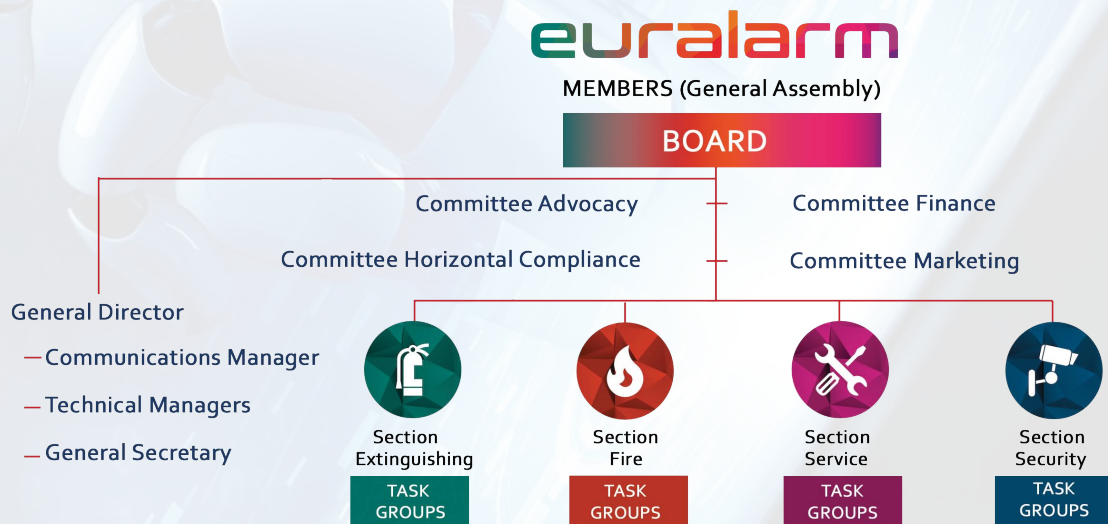 euralarm
MEMBERS (General Assembly)
BOARD
Committee Advocacy
Committee Finance
Committee Horizontal Compliance
Committee Marketing
General Director
Communications Manager
Technical Managers
General Secretary
Section
Extinguishing
TASK
GROUPS
Section
Fire
TASK
GROUPS
Section
Service
TASK
GROUPS
Section
Security
TASK
GROUPS